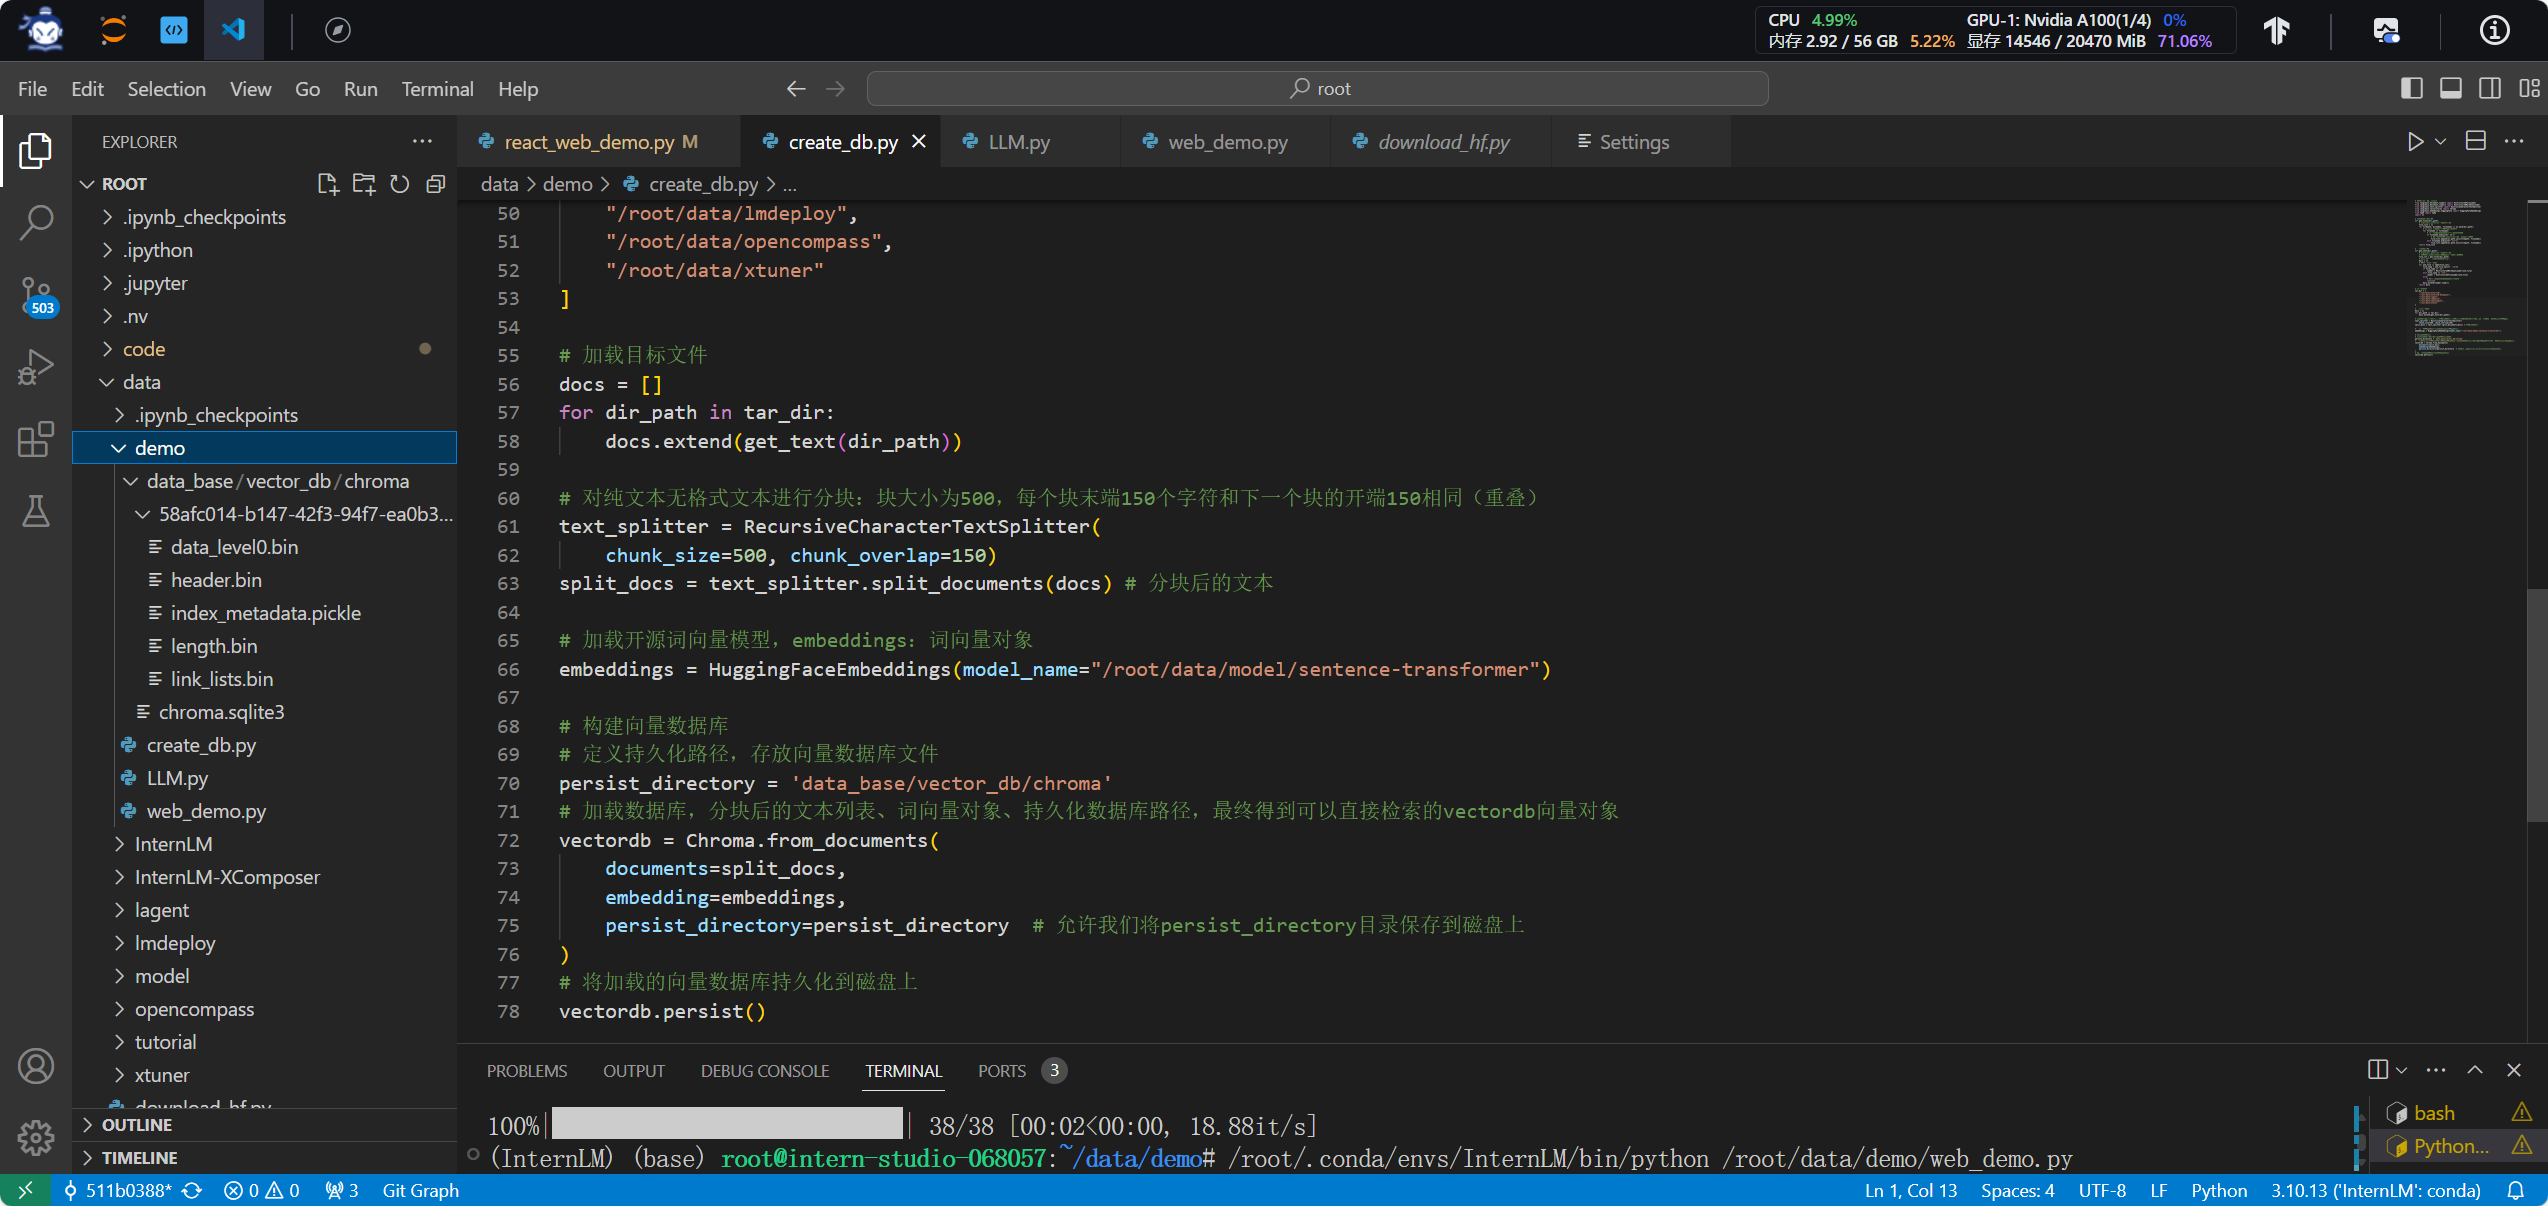 CPU 4.99%
GPU-1: Nvidia A100(1/4) 0%
内存 2.92 / 56 GB 5.22%
显存 14546 / 20470 MiB 71.06%
File Edit Selection View Go Run Terminal Help
root
EXPLORER
react_web_demo.py M
create_db.py
LLM.py
web_demo.py
download_hf.py
Settings
data > demo > create_db.py > ...
ROOT
.ipynb_checkpoints
.ipython
.jupyter
.nv
code
data
.ipynb_checkpoints
demo
data_base/vector_db/chroma
58afc014-b147-42f3-94f7-ea0b3...
data_level0.bin
header.bin
index_metadata.pickle
length.bin
link_lists.bin
chroma.sqlite3
create_db.py
LLM.py
web_demo.py
InternLM
InternLM-XComposer
lagent
lmdeploy
model
opencompass
tutorial
xtuner
download_hf.py
OUTLINE
TIMELINE
503
50 "/root/data/lmdeploy",
51 "/root/data/opencompass",
52 "/root/data/xtuner"
53 ]
54
55 # 加载目标文件
56 docs = []
57 for dir_path in tar_dir:
58 docs.extend(get_text(dir_path))
59
60 # 对纯文本无格式文本进行分块：块大小为500，每个块末端150个字符和下一个块的开端150相同（重叠）
61 text_splitter = RecursiveCharacterTextSplitter(
62 chunk_size=500, chunk_overlap=150)
63 split_docs = text_splitter.split_documents(docs) # 分块后的文本
64
65 # 加载开源词向量模型，embeddings：词向量对象
66 embeddings = HuggingFaceEmbeddings(model_name="/root/data/model/sentence-transformer")
67
68 # 构建向量数据库
69 # 定义持久化路径，存放向量数据库文件
70 persist_directory = 'data_base/vector_db/chroma'
71 # 加载数据库，分块后的文本列表、词向量对象、持久化数据库路径，最终得到可以直接检索的vectordb向量对象
72 vectordb = Chroma.from_documents(
73 documents=split_docs,
74 embedding=embeddings,
75 persist_directory=persist_directory # 允许我们将persist_directory目录保存到磁盘上
76 )
77 # 将加载的向量数据库持久化到磁盘上
78 vectordb.persist()
PROBLEMS OUTPUT DEBUG CONSOLE TERMINAL PORTS 3
100%| | 38/38 [00:02<00:00, 18.88it/s]
(InternLM) (base) root@intern-studio-068057:~/data/demo# /root/.conda/envs/InternLM/bin/python /root/data/demo/web_demo.py
bash
Python...
511b0388* 0 0 3 Git Graph
Ln 1, Col 13 Spaces: 4 UTF-8 LF Python 3.10.13 ('InternLM': conda)